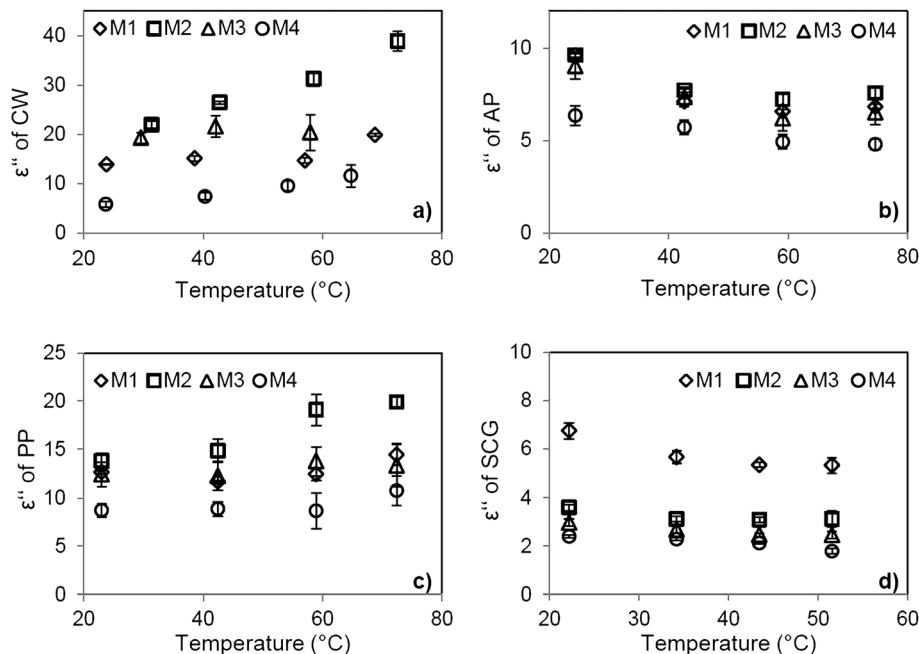 ◇M1 □M2 △M3 ○M4
40
30
20
10
0
20 40 60 80
ε“ of CW
Temperature (°C)
a)
◇M1 □M2 △M3 ○M4
10
5
0
20 40 60 80
ε“ of AP
Temperature (°C)
b)
◇M1 □M2 △M3 ○M4
25
20
15
10
5
0
20 40 60 80
ε“ of PP
Temperature (°C)
c)
◇M1 □M2 △M3 ○M4
10
8
6
4
2
0
20 30 40 50 60
ε“ of SCG
Temperature (°C)
d)